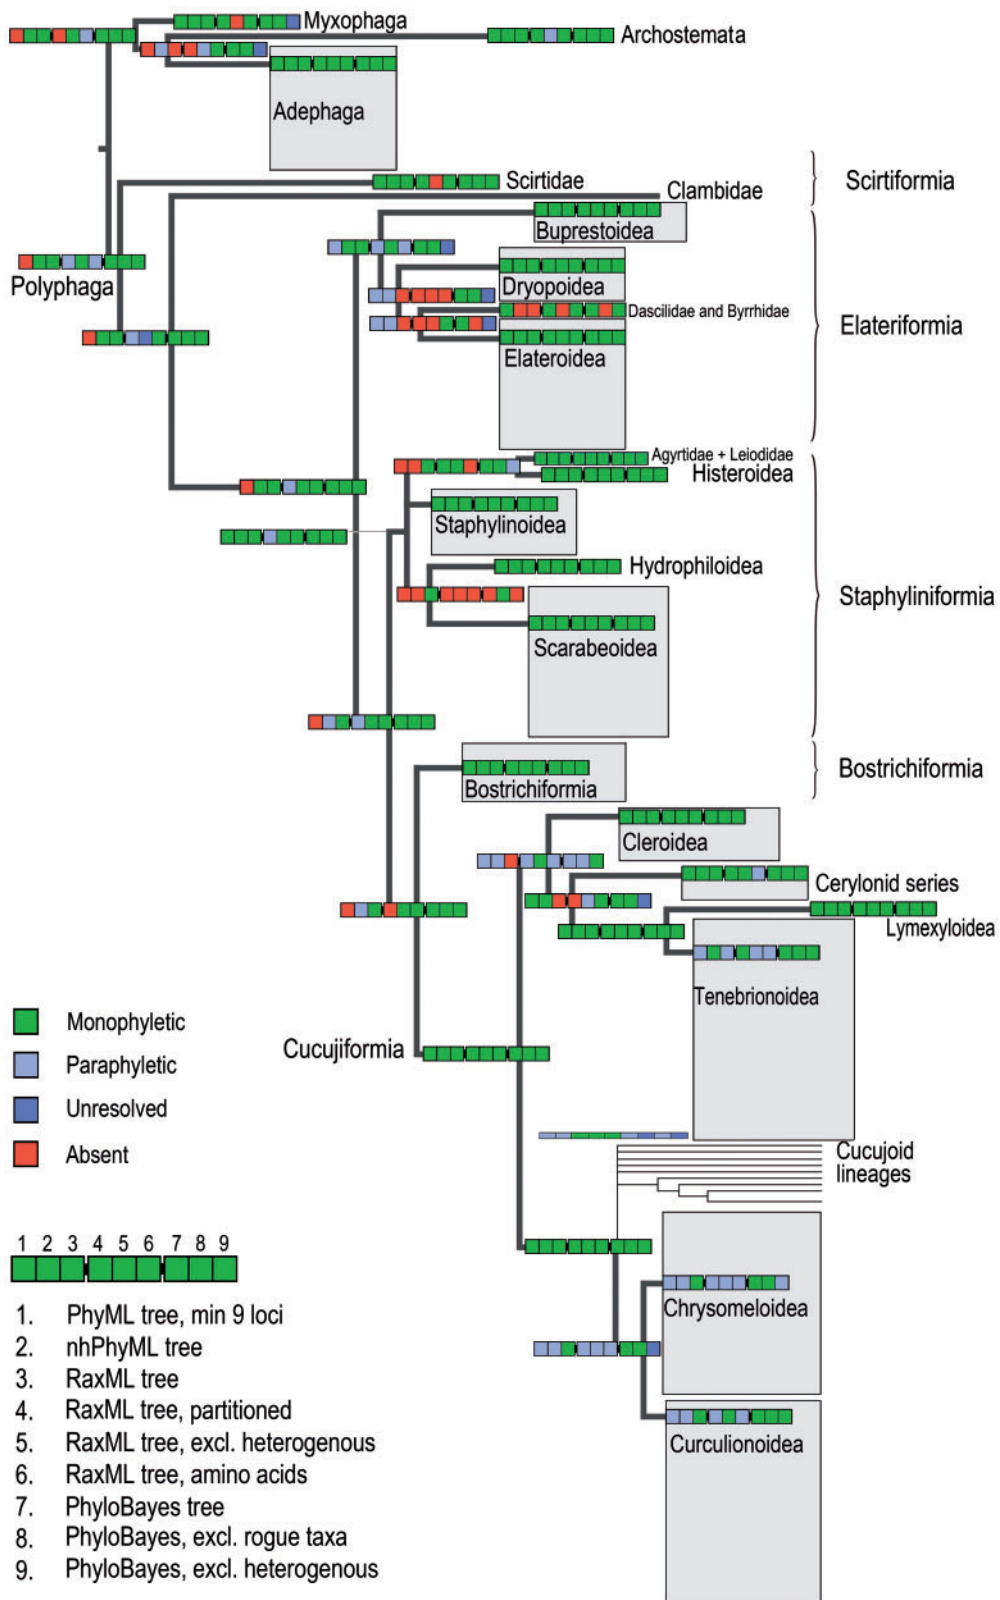 Myxophaga
Archostemata
Adephaga
Scirtidae
Scirtiformia
Clambidae
Buprestoidea
Polyphaga
Dryopoidea
Dascilidae and Byrrhidae
Elateriformia
Elateroidea
Agyrtidae + Leiodidae
Histeroidea
Staphylinoidea
Hydrophiloidea
Staphyliniformia
Scarabeoidea
Bostrichiformia
Bostrichiformia
Cleroidea
Cerylonid series
Lymexyloidea
Tenebrionoidea
Monophyletic
Cucujiformia
Paraphyletic
Unresolved
Absent
Cucujoid
lineages
1 2 3 4 5 6 7 8 9
Chrysomeloidea
1. PhyML tree, min 9 loci
2. nhPhyML tree
3. RaxML tree
4. RaxML tree, partitioned
5. RaxML tree, excl. heterogenous
Curculionoidea
6. RaxML tree, amino acids
7. PhyloBayes tree
8. PhyloBayes, excl. rogue taxa
9. PhyloBayes, excl. heterogenous